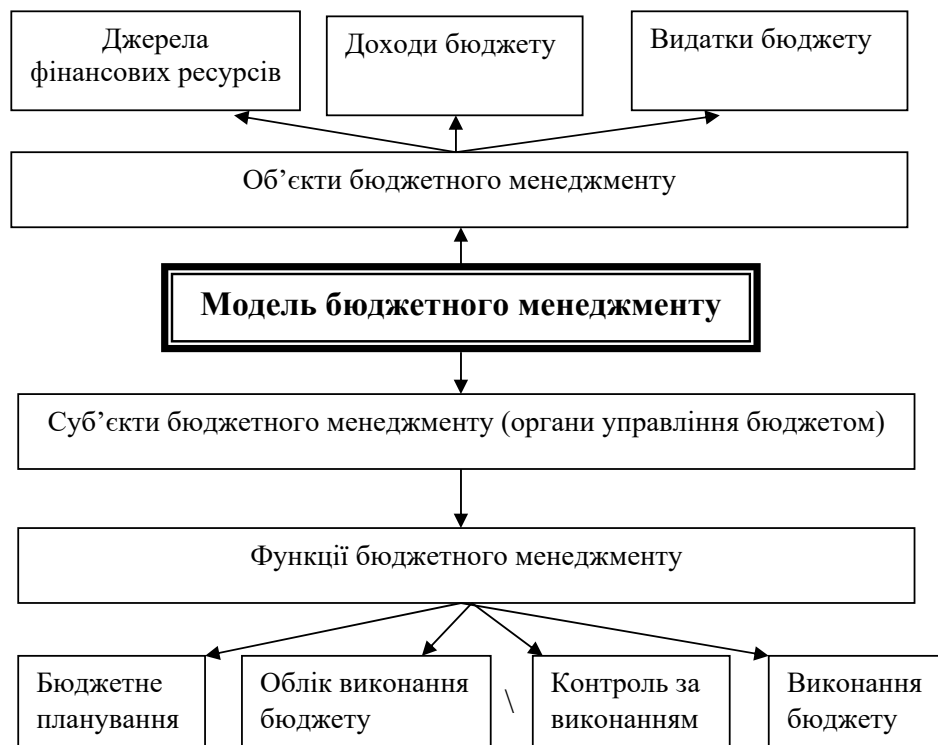 Джерела
фінансових ресурсів
Доходи бюджету
Видатки бюджету
Об’єкти бюджетного менеджменту
Модель бюджетного менеджменту
Суб’єкти бюджетного менеджменту (органи управління бюджетом)
Функції бюджетного менеджменту
Бюджетне
планування
Облік виконання
бюджету
\
Контроль за
виконанням
Виконання
бюджету